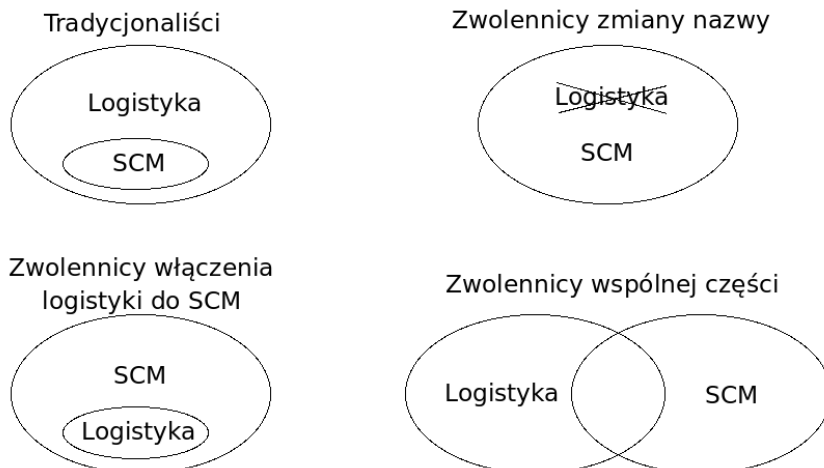 Tradycjonaliści
Logistyka
SCM
Zwolennicy zmiany nazwy
Logistyka
SCM
Zwolennicy włączenia
logistyki do SCM
SCM
Logistyka
Zwolennicy wspólnej części
Logistyka
SCM